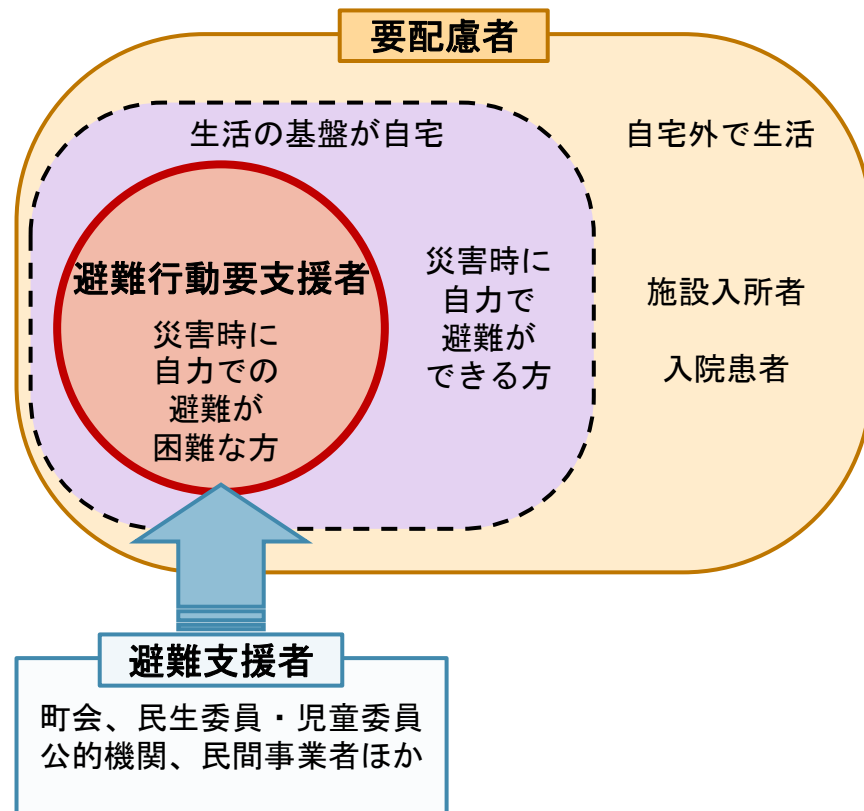 要配慮者
生活の基盤が自宅
自宅外で生活
避難行動要支援者
災害時に
自力での
避難が
困難な方
災害時に
自力で
避難が
できる方
施設入所者
入院患者
避難支援者
町会、民生委員・児童委員
公的機関、民間事業者ほか